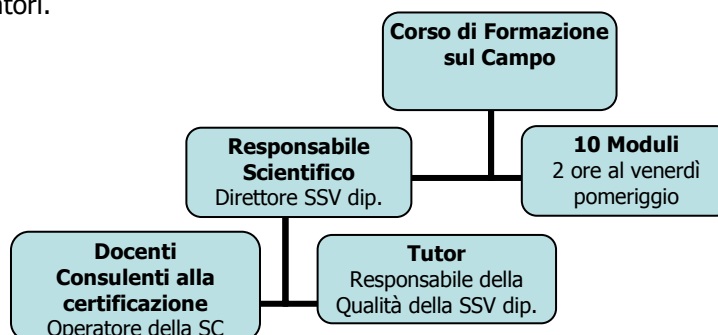 atori.
Corso di Formazione
sul Campo
Responsabile
Scientifico
Direttore SSV dip.
10 Moduli
2 ore al venerdì
pomeriggio
Docenti
Consulenti alla
certificazione
Operatore della SC
Tutor
Responsabile della
Qualità della SSV dip.